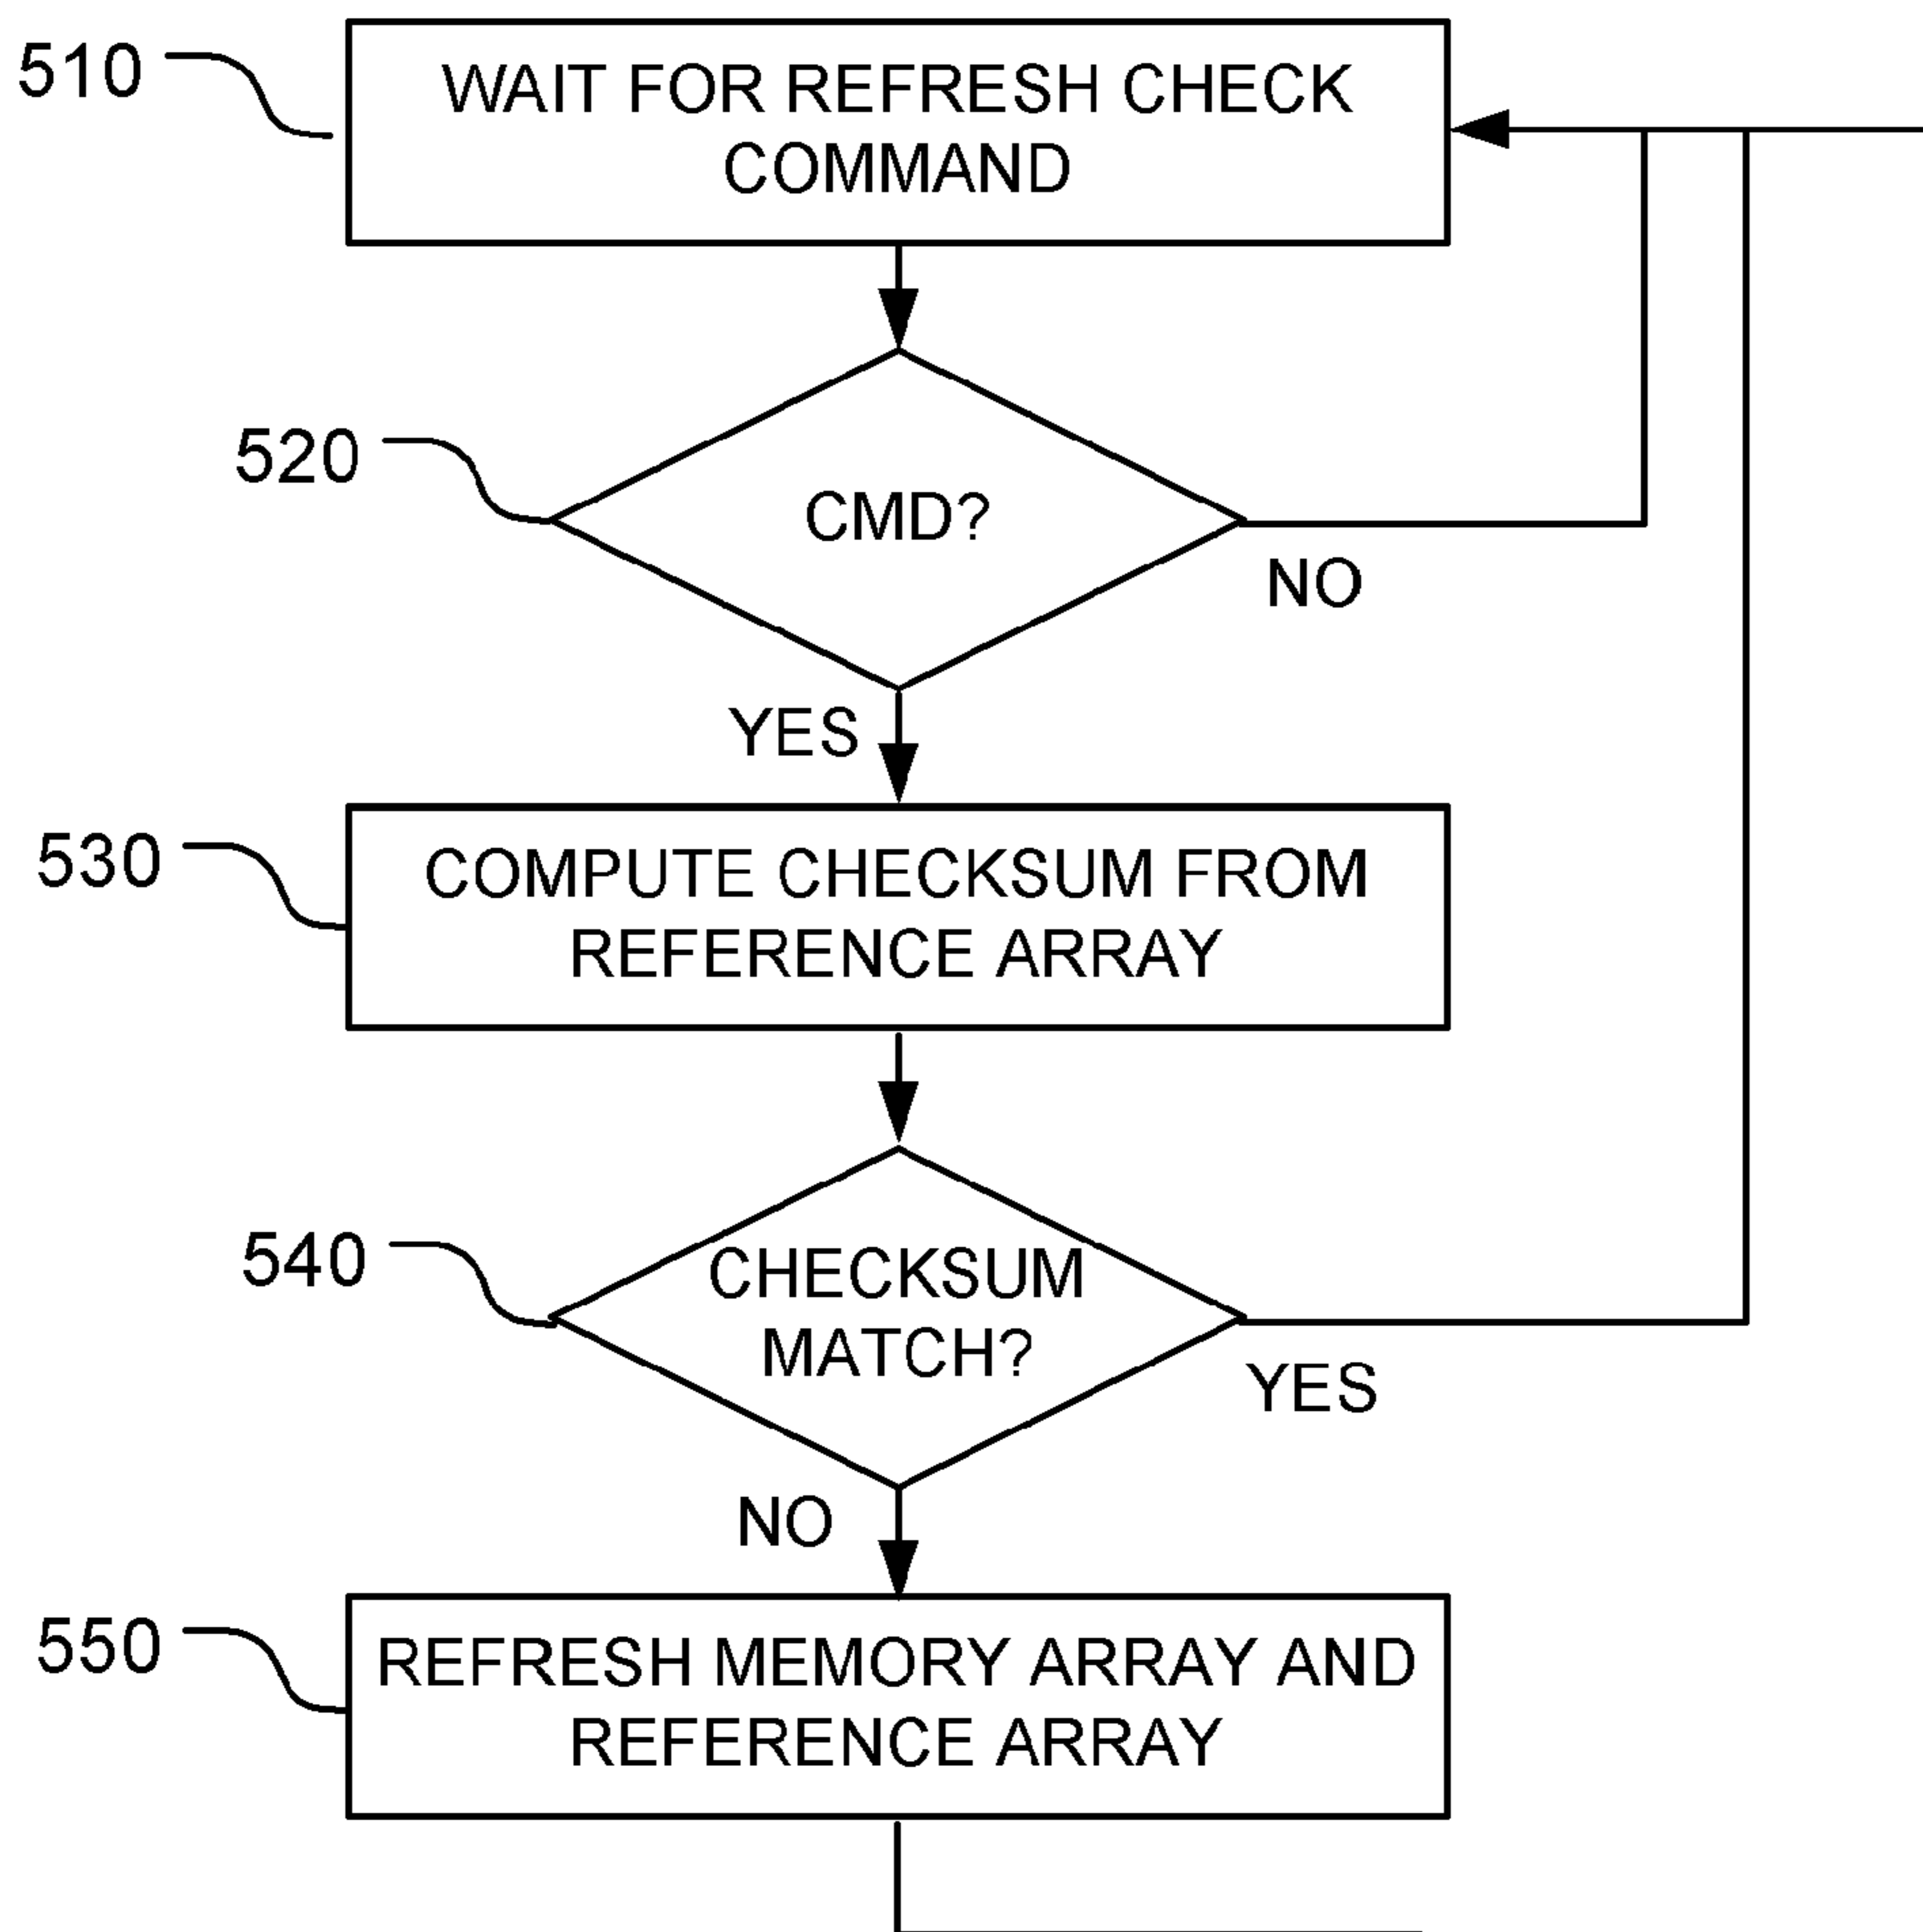 510
WAIT FOR REFRESH CHECK
COMMAND
520
CMD?
NO
YES
530
COMPUTE CHECKSUM FROM
REFERENCE ARRAY
540
CHECKSUM
MATCH?
YES
NO
550
REFRESH MEMORY ARRAY AND
REFERENCE ARRAY